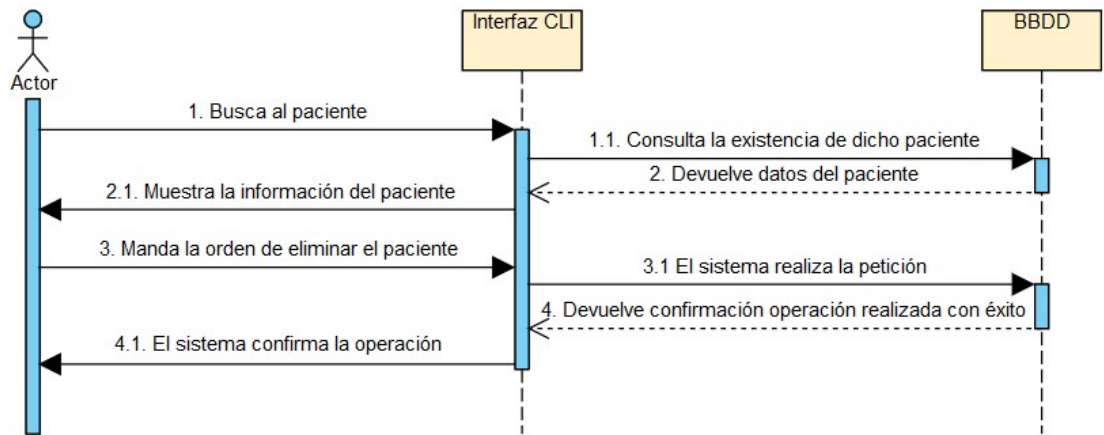 Interfaz CLI
BBDD
Actor
1. Busca al paciente
1.1. Consulta la existencia de dicho paciente
2. Devuelve datos del paciente
2.1. Muestra la información del paciente
3. Manda la orden de eliminar el paciente
3.1 El sistema realiza la petición
4. Devuelve confirmación operación realizada con éxito
4.1. El sistema confirma la operación